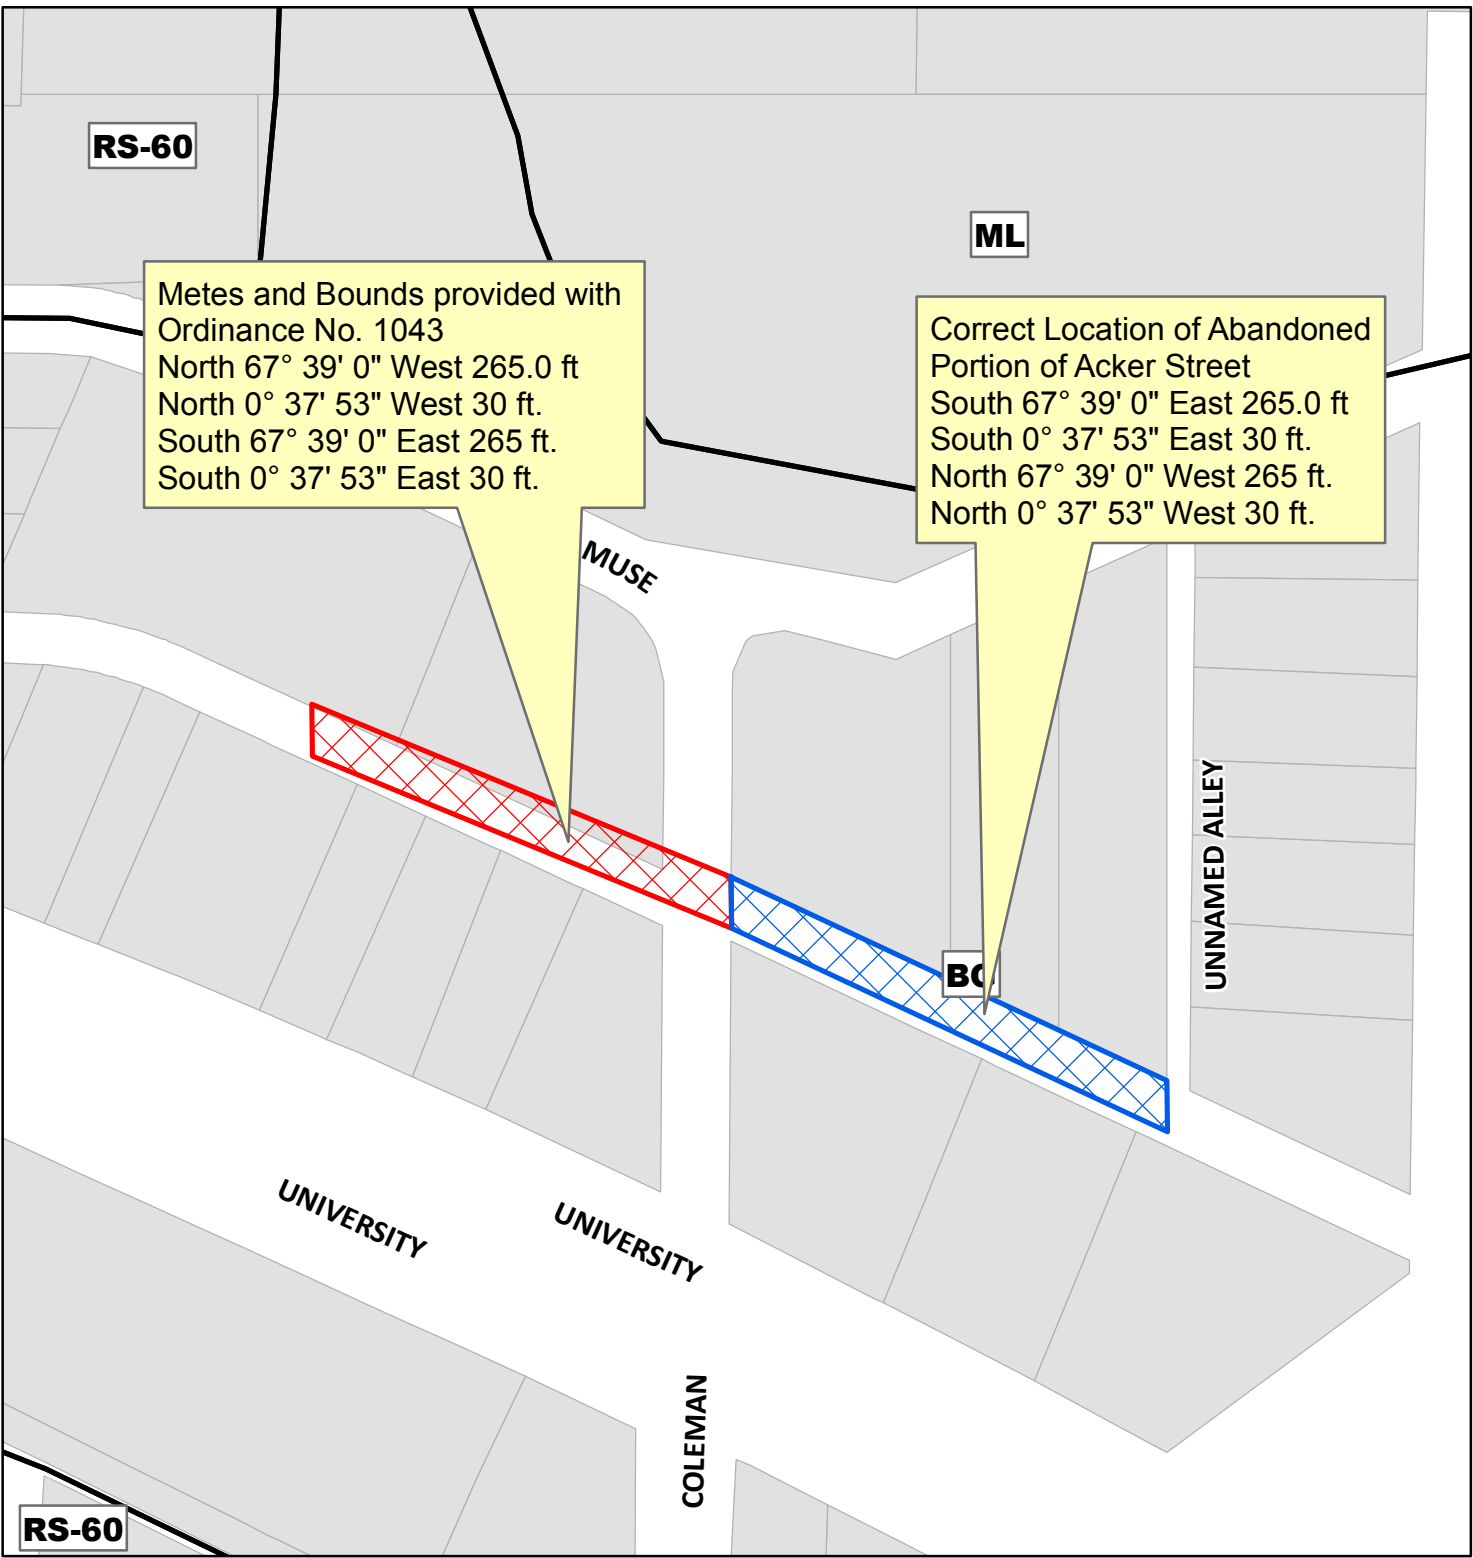 RS-60
ML
Metes and Bounds provided with
Ordinance No. 1043
North 67° 39' 0" West 265.0 ft
North 0° 37' 53" West 30 ft.
South 67° 39' 0" East 265 ft.
South 0° 37' 53" East 30 ft.
Correct Location of Abandoned
Portion of Acker Street
South 67° 39' 0" East 265.0 ft
South 0° 37' 53" East 30 ft.
North 67° 39' 0" West 265 ft.
North 0° 37' 53" West 30 ft.
MUSE
UNNAMED ALLEY
UNIVERSITY
UNIVERSITY
COLEMAN
RS-60